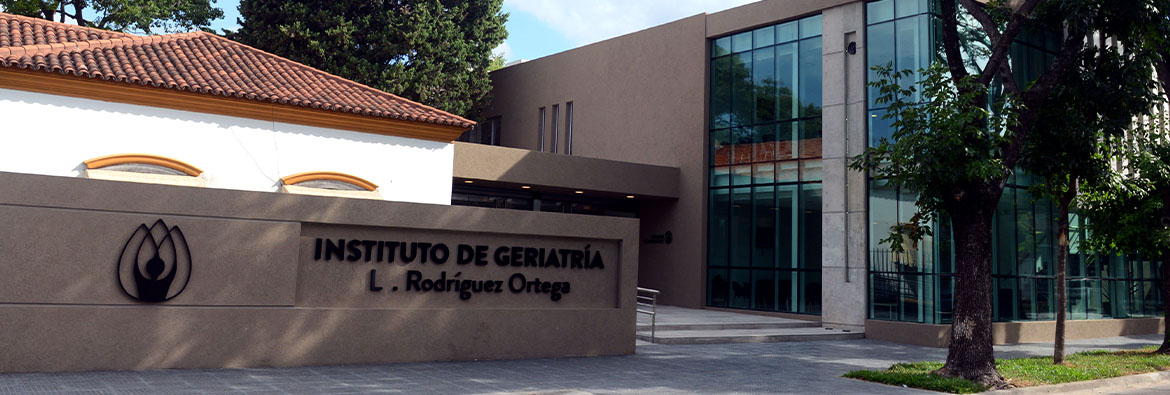 INSTITUTO DE GERIATRÍA
L . Rodríguez Ortega